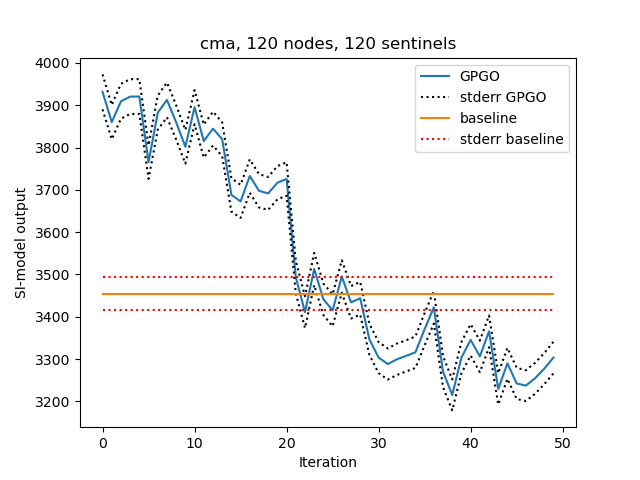 cma, 120 nodes, 120 sentinels
4000
3900
3800
3700
3600
3500
3400
3300
3200
SI-model output
GPGO
stderr GPGO
baseline
stderr baseline
0
10
20
30
40
50
Iteration